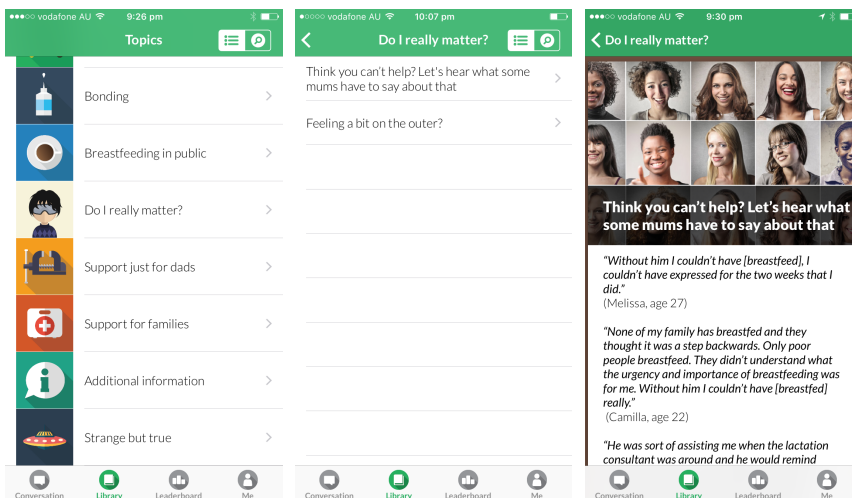 vodafone AU 9:26 pm
Topics
Bonding
Breastfeeding in public
Do I really matter?
Support just for dads
Support for families
Additional information
Strange but true
Conversation Library Leaderboard Me
vodafone AU 10:07 pm
Do I really matter?
Think you can't help? Let's hear what some
mums have to say about that
Feeling a bit on the outer?
Conversation Library Leaderboard Me
vodafone AU 9:30 pm
Do I really matter?
Think you can't help? Let's hear what
some mums have to say about that
“Without him I couldn't have [breastfeed], I
couldn't have expressed for the two weeks that I
did.”
(Melissa, age 27)
“None of my family has breastfed and they
thought it was a step backwards. Only poor
people breastfeed. They didn't understand what
the urgency and importance of breastfeeding was
for me. Without him I couldn't have [breastfed]
really.”
(Camilla, age 22)
“He was sort of assisting me when the lactation
consultant was around and he would remind
Conversation Library Leaderboard Me